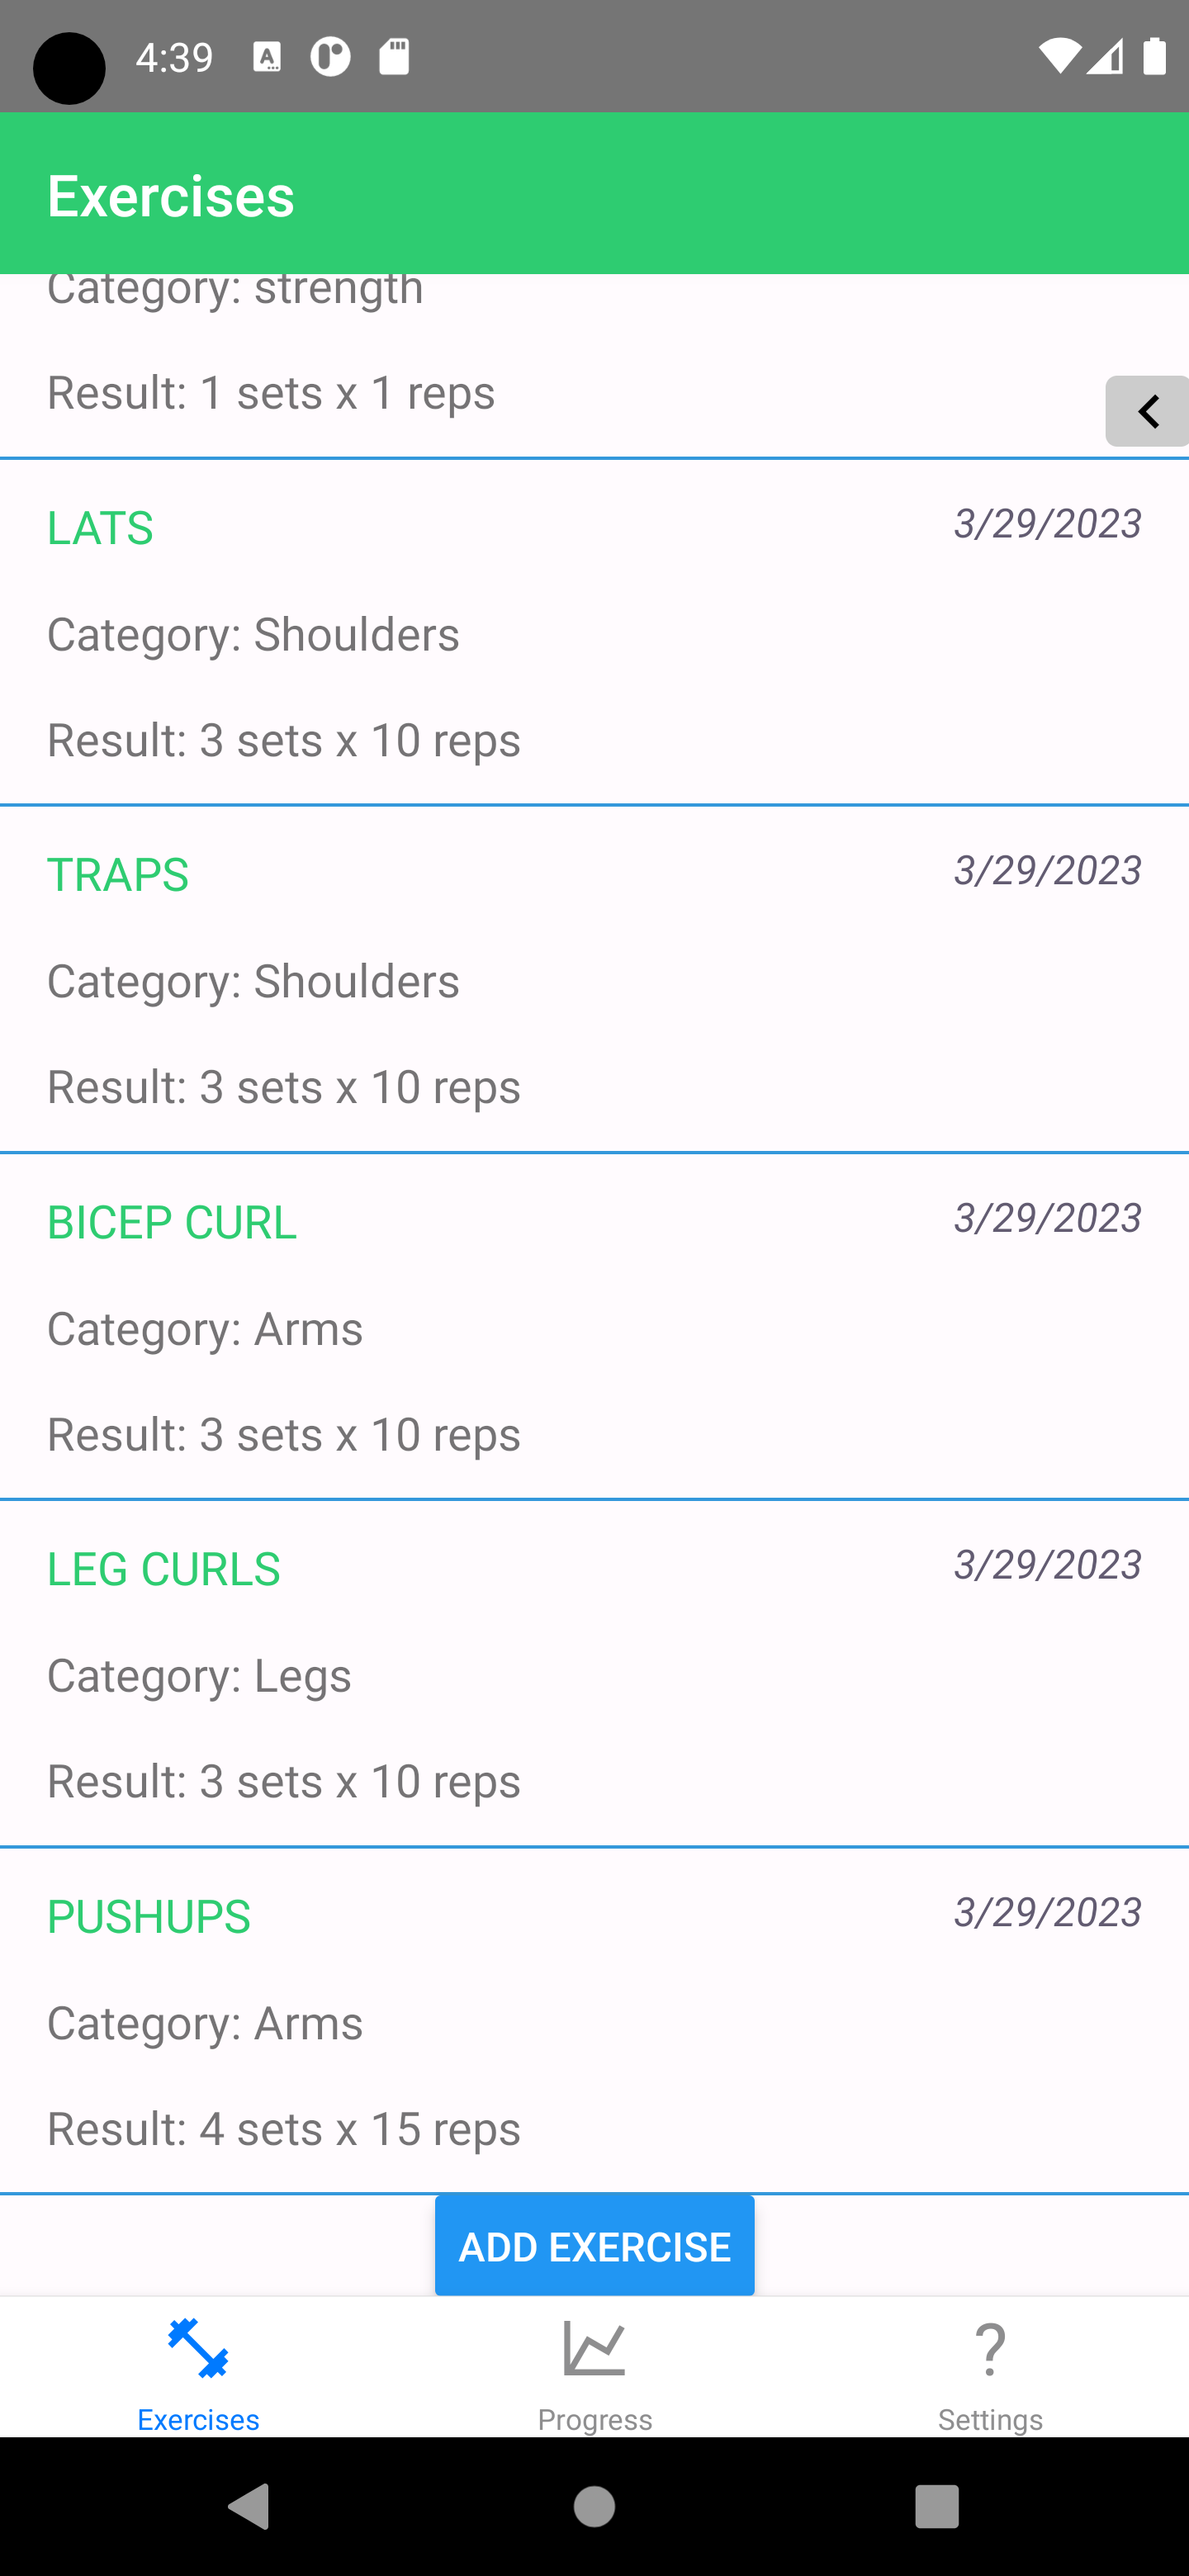 4:39
Exercises
Category: strength
Result: 1 sets x 1 reps
LATS 3/29/2023
Category: Shoulders
Result: 3 sets x 10 reps
TRAPS 3/29/2023
Category: Shoulders
Result: 3 sets x 10 reps
BICEP CURL 3/29/2023
Category: Arms
Result: 3 sets x 10 reps
LEG CURLS 3/29/2023
Category: Legs
Result: 3 sets x 10 reps
PUSHUPS 3/29/2023
Category: Arms
Result: 4 sets x 15 reps
ADD EXERCISE
Exercises Progress Settings